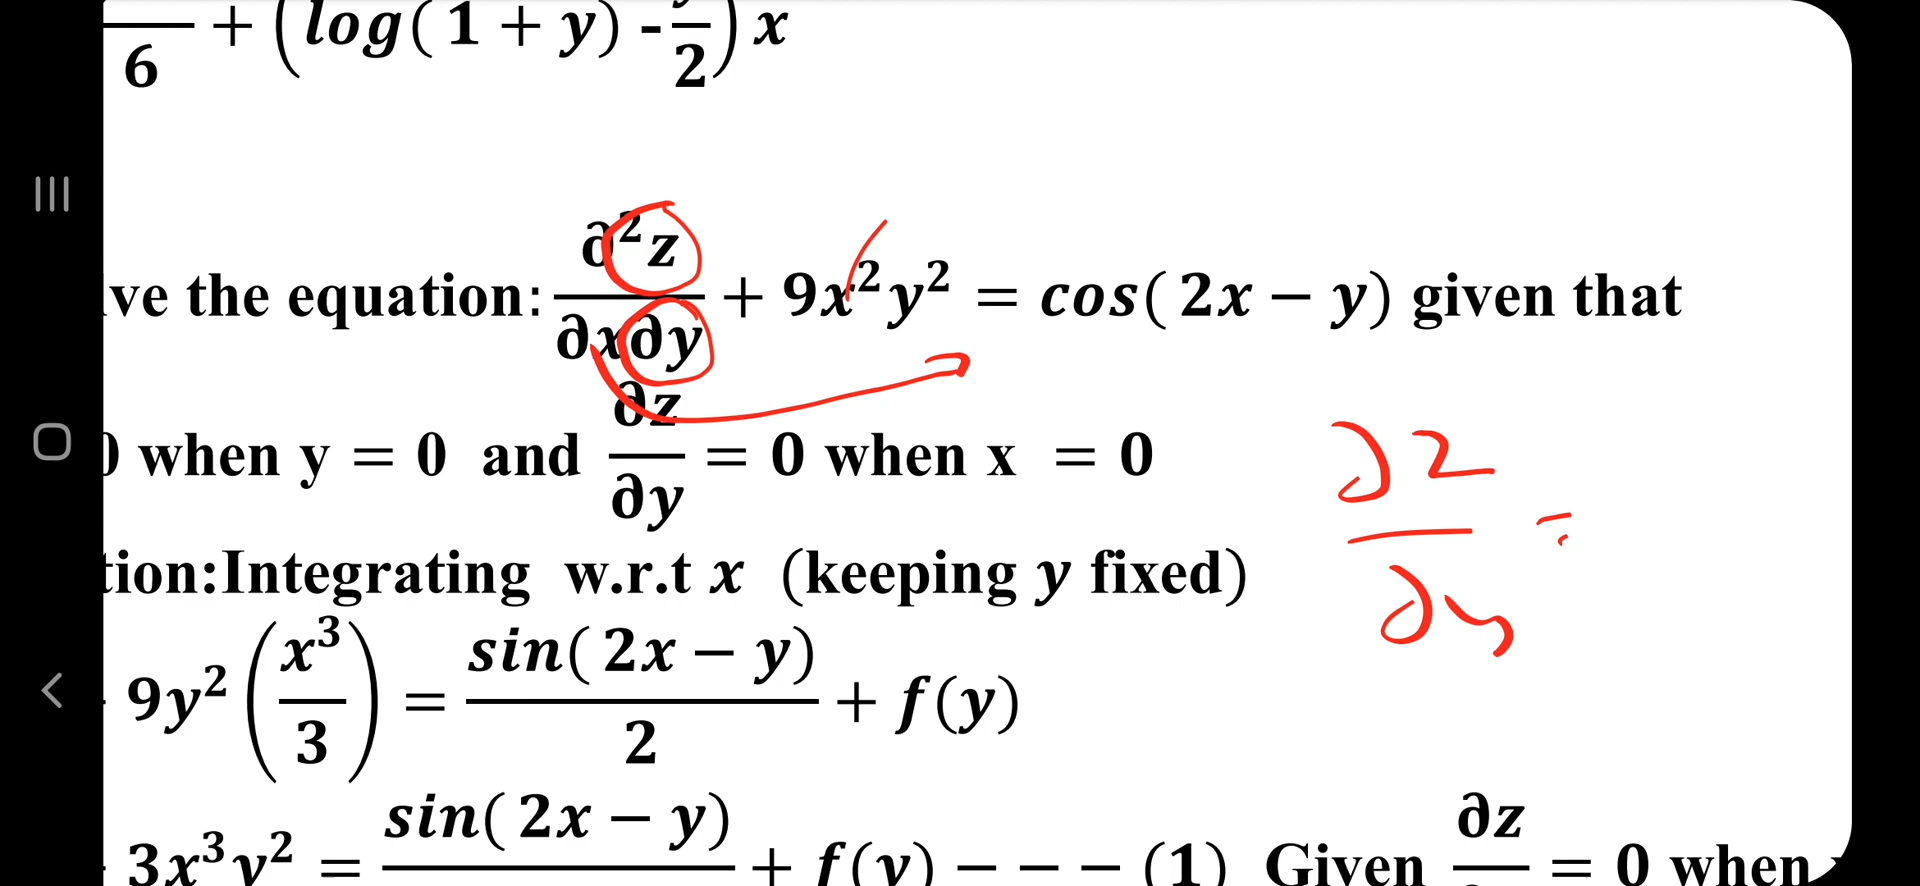 6 + (log(1 + y) - /2) x
ve the equation: ∂²z/∂x∂y + 9x²y² = cos(2x − y) given that
0 when y = 0 and ∂z/∂y = 0 when x = 0
∂z/∂y =
tion:Integrating w.r.t x (keeping y fixed)
9y²(x³/3) = sin(2x − y)/2 + f(y)
3x³y² = sin(2x − y) + f(y) − − − (1) Given ∂z = 0 when